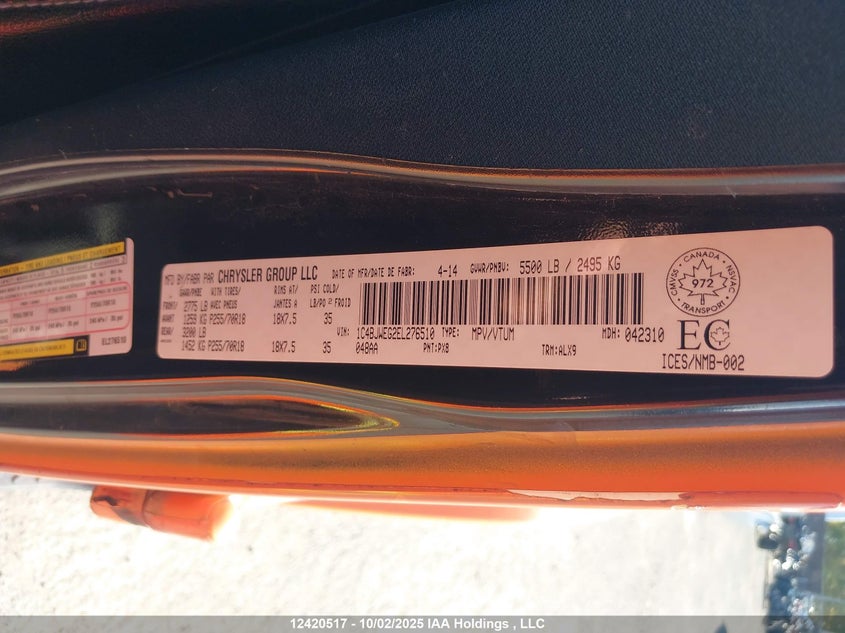 MFD BY/FABR PAR CHRYSLER GROUP LLC DATE OF MFR/DATE DE FABR: 4-14 GVWR/PNBV: 5500 LB / 2495 KG
GAWR/PNBE WITH TIRES/ RIMS AT/ PSI COLD/
FRONT/ 2775 LB AVEC PNEUS JANTES A LB/PO 2 FROID
AVANT 1259 KG P255/70R18 18X7.5 35
REAR/ 3200 LB
1452 KG P255/70R18 18X7.5 35
1C4BJWEG2EL276510 TYPE: MPV/VTUM MDH: 042310
048AA PNT:PX8 TRM:ALX9
VIN:
CANADA
CMVSS NSVAC
972
TRANSPORT
EC
ICES/NMB-002
EL276510
12420517 - 10/02/2025 IAA Holdings , LLC